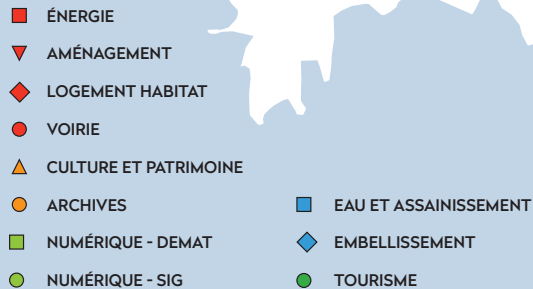 ÉNERGIE
AMÉNAGEMENT
LOGEMENT HABITAT
VOIRIE
CULTURE ET PATRIMOINE
ARCHIVES
NUMÉRIQUE - DEMAT
NUMÉRIQUE - SIG
EAU ET ASSAINISSEMENT
EMBELLISSEMENT
TOURISME